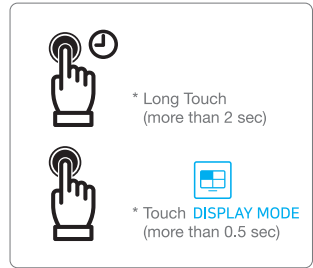 * Long Touch
(more than 2 sec)
* Touch DISPLAY MODE
(more than 0.5 sec)